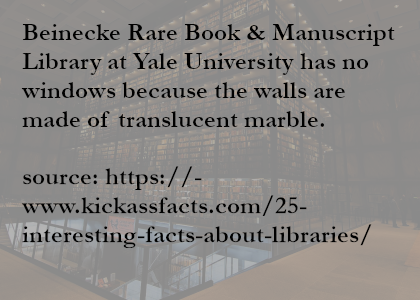 Beinecke Rare Book & Manuscript
Library at Yale University has no
windows because the walls are
made of translucent marble.
source: https://-
www.kickassfacts.com/25-
interesting-facts-about-libraries/